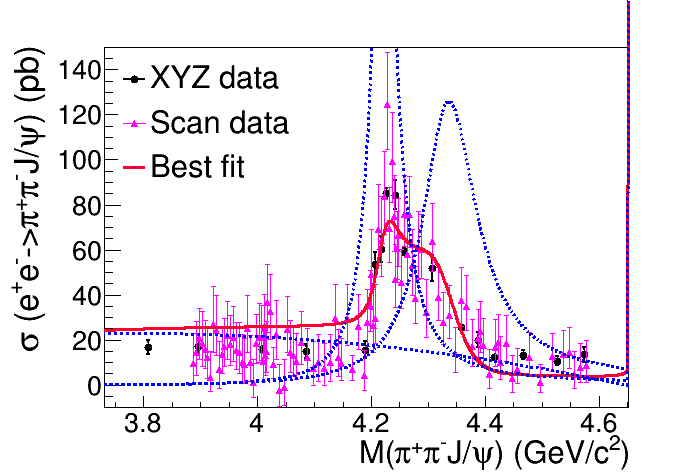 σ (e⁺e⁻->π⁺π⁻J/ψ) (pb)
140
120
100
80
60
40
20
0
XYZ data
Scan data
Best fit
3.8 4 4.2 4.4 4.6
M(π⁺π⁻J/ψ) (GeV/c²)